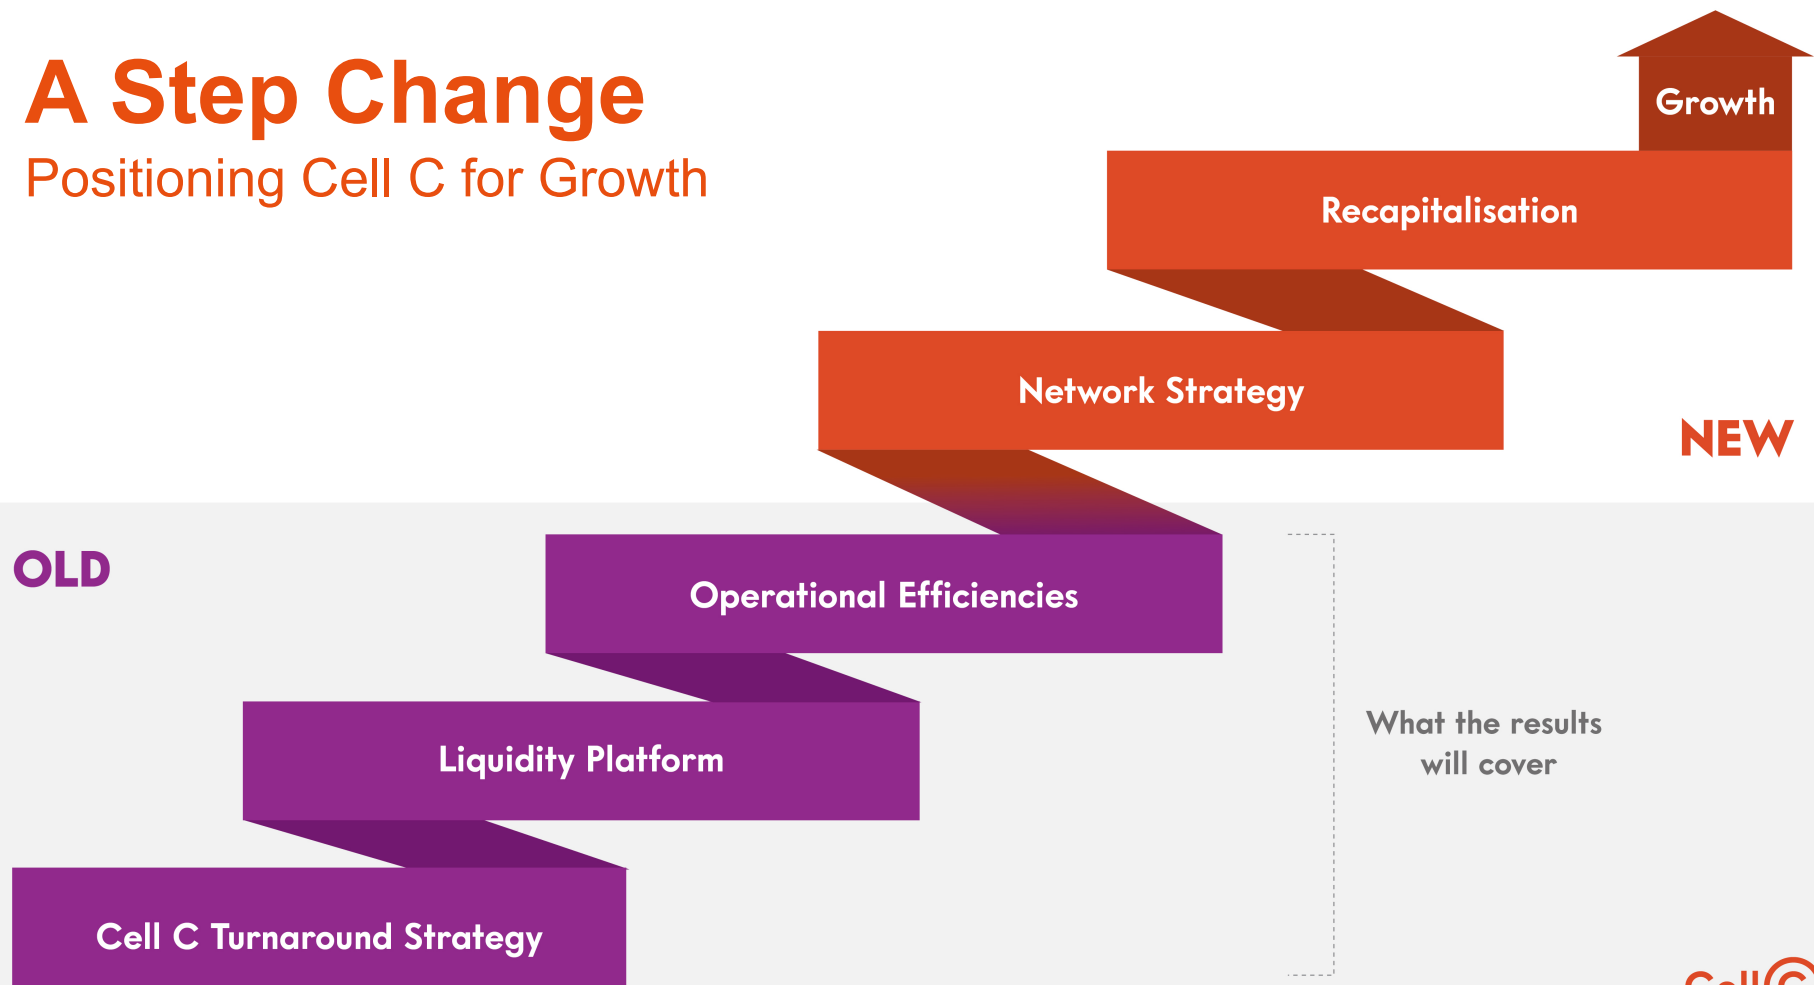 A Step Change
Positioning Cell C for Growth
Growth
Recapitalisation
Network Strategy
NEW
OLD
Operational Efficiencies
Liquidity Platform
What the results
will cover
Cell C Turnaround Strategy
Cell C